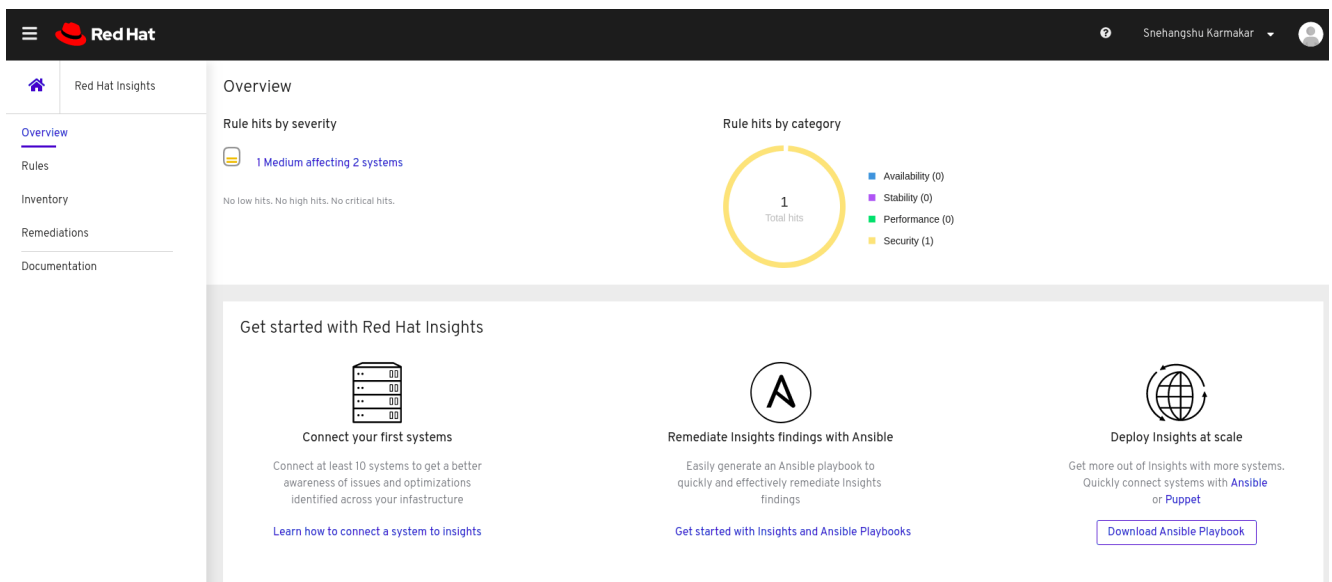 Red Hat
Snehangshu Karmakar
Red Hat Insights
Overview
Rules
Inventory
Remediations
Documentation
Overview
Rule hits by severity
1 Medium affecting 2 systems
No low hits. No high hits. No critical hits.
Rule hits by category
1
Total hits
Availability (0)
Stability (0)
Performance (0)
Security (1)
Get started with Red Hat Insights
Connect your first systems
Connect at least 10 systems to get a better
awareness of issues and optimizations
identified across your infastructure
Learn how to connect a system to insights
Remediate Insights findings with Ansible
Easily generate an Ansible playbook to
quickly and effectively remediate Insights
findings
Get started with Insights and Ansible Playbooks
Deploy Insights at scale
Get more out of Insights with more systems.
Quickly connect systems with Ansible
or Puppet
Download Ansible Playbook